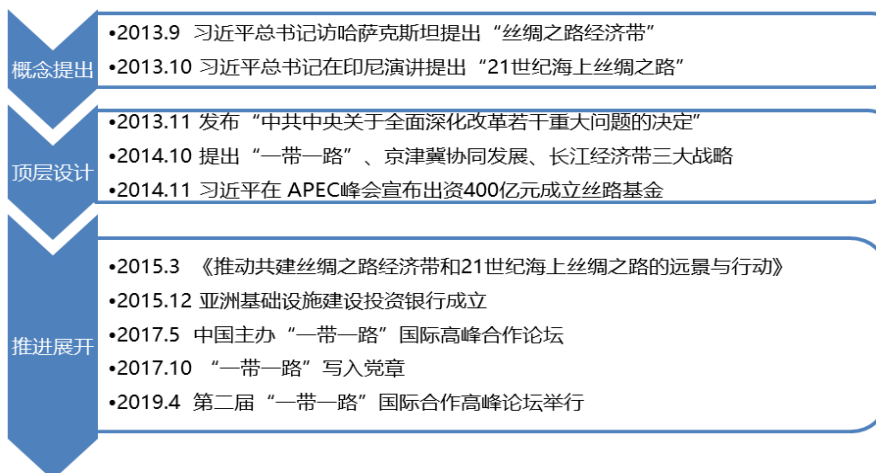 概念提出
•2013.9 习近平总书记访哈萨克斯坦提出“丝绸之路经济带”
•2013.10 习近平总书记在印尼演讲提出“21世纪海上丝绸之路”
顶层设计
•2013.11 发布“中共中央关于全面深化改革若干重大问题的决定”
•2014.10 提出“一带一路”、京津冀协同发展、长江经济带三大战略
•2014.11 习近平在 APEC峰会宣布出资400亿元成立丝路基金
推进展开
•2015.3 《推动共建丝绸之路经济带和21世纪海上丝绸之路的远景与行动》
•2015.12 亚洲基础设施建设投资银行成立
•2017.5 中国主办“一带一路”国际高峰合作论坛
•2017.10 “一带一路”写入党章
•2019.4 第二届“一带一路”国际合作高峰论坛举行